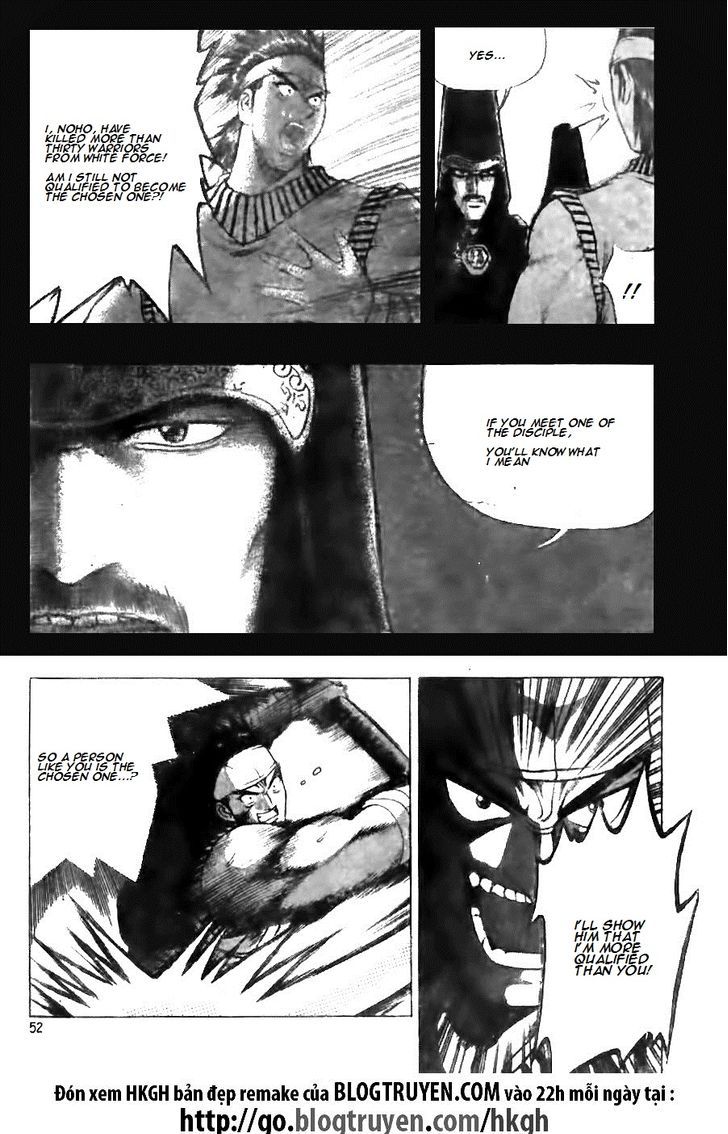 I, NOHO, HAVE
KILLED MORE THAN
THIRTY WARRIORS
FROM WHITE FORCE!
AM I STILL NOT
QUALIFIED TO BECOME
THE CHOSEN ONE?!
YES...
!!
IF YOU MEET ONE OF
THE DISCIPLE,
YOU'LL KNOW WHAT
I MEAN
SO A PERSON
LIKE YOU IS THE
CHOSEN ONE...?
I'LL SHOW
HIM THAT
I'M MORE
QUALIFIED
THAN YOU!
52
Đón xem HKGH bản đẹp remake của BLOGTRUYEN.COM vào 22h mỗi ngày tại :
http://go.blogtruyen.com/hkgh